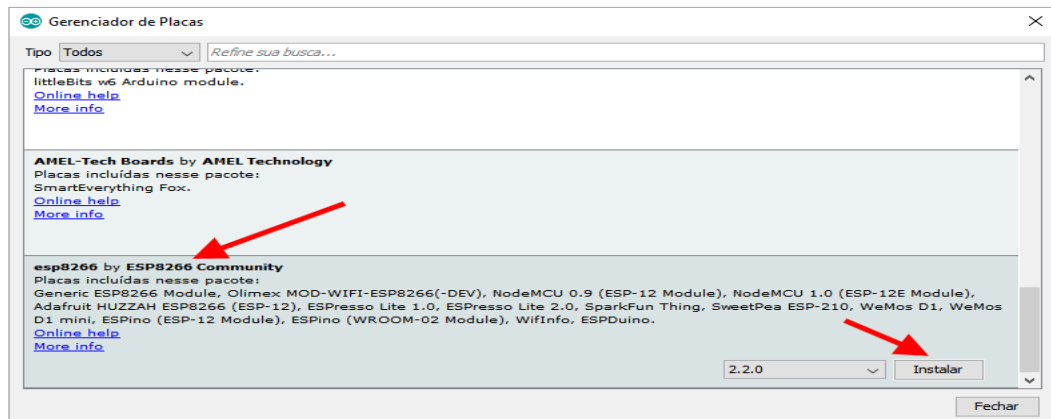 Gerenciador de Placas
Tipo Todos Refine sua busca...
Placas incluídas nesse pacote:
littleBits w6 Arduino module.
Online help
More info
AMEL-Tech Boards by AMEL Technology
Placas incluídas nesse pacote:
SmartEverything Fox.
Online help
More info
esp8266 by ESP8266 Community
Placas incluídas nesse pacote:
Generic ESP8266 Module, Olimex MOD-WIFI-ESP8266(-DEV), NodeMCU 0.9 (ESP-12 Module), NodeMCU 1.0 (ESP-12E Module),
Adafruit HUZZAH ESP8266 (ESP-12), ESPresso Lite 1.0, ESPresso Lite 2.0, SparkFun Thing, SweetPea ESP-210, WeMos D1, WeMos
D1 mini, ESPino (ESP-12 Module), ESPino (WROOM-02 Module), WifInfo, ESPDuino.
Online help
More info
2.2.0 Instalar
Fechar